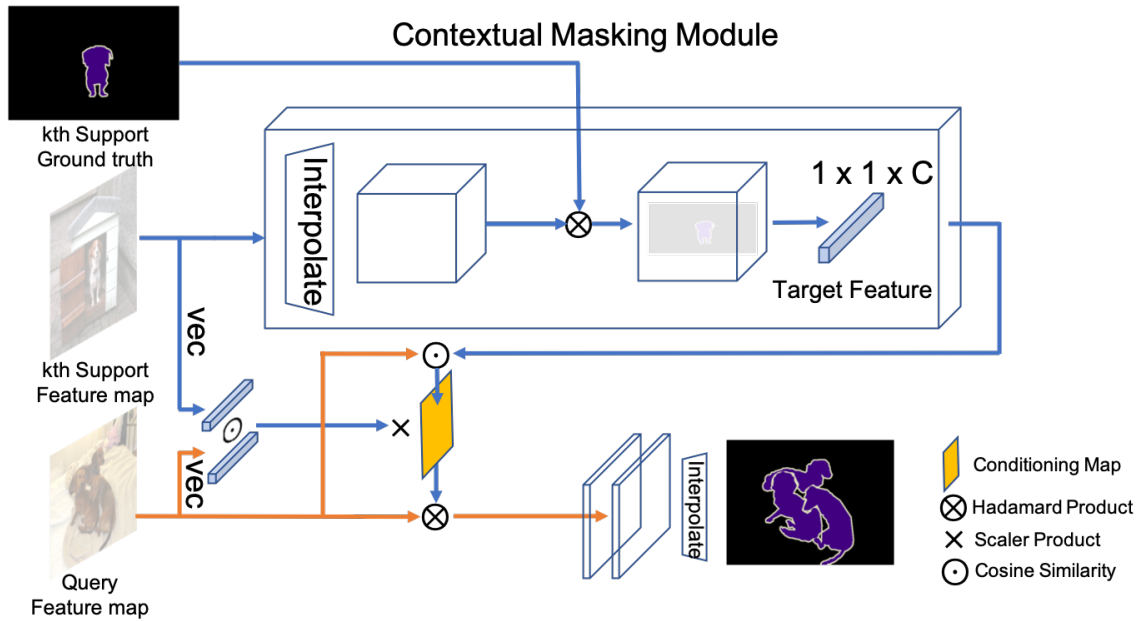 Contextual Masking Module
kth Support
Ground truth
Interpolate
1 x 1 x C
Target Feature
vec
kth Support
Feature map
vec
Query
Feature map
Interpolate
Conditioning Map
Hadamard Product
Scaler Product
Cosine Similarity